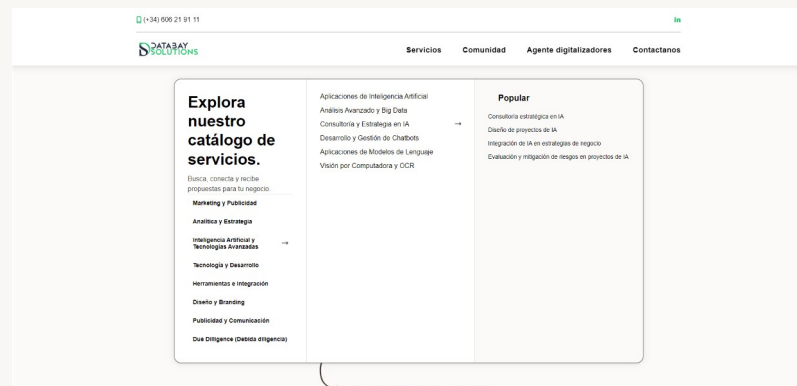 (+34) 606 21 91 11
in
DATABAY
SOLUTIONS
Servicios
Comunidad
Agente digitalizadores
Contactanos
Explora
nuestro
catálogo de
servicios.
Busca, conecta y recibe
propuestas para tu negocio.
Marketing y Publicidad
Analítica y Estrategia
Inteligencia Artificial y
Tecnologías Avanzadas →
Tecnología y Desarrollo
Herramientas e Integración
Diseño y Branding
Publicidad y Comunicación
Due Diligence (Debida diligencia)
Aplicaciones de Inteligencia Artificial
Análisis Avanzado y Big Data
Consultoría y Estrategia en IA →
Desarrollo y Gestión de Chatbots
Aplicaciones de Modelos de Lenguaje
Visión por Computadora y OCR
Popular
Consultoría estratégica en IA
Diseño de proyectos de IA
Integración de IA en estrategias de negocio
Evaluación y mitigación de riesgos en proyectos de IA